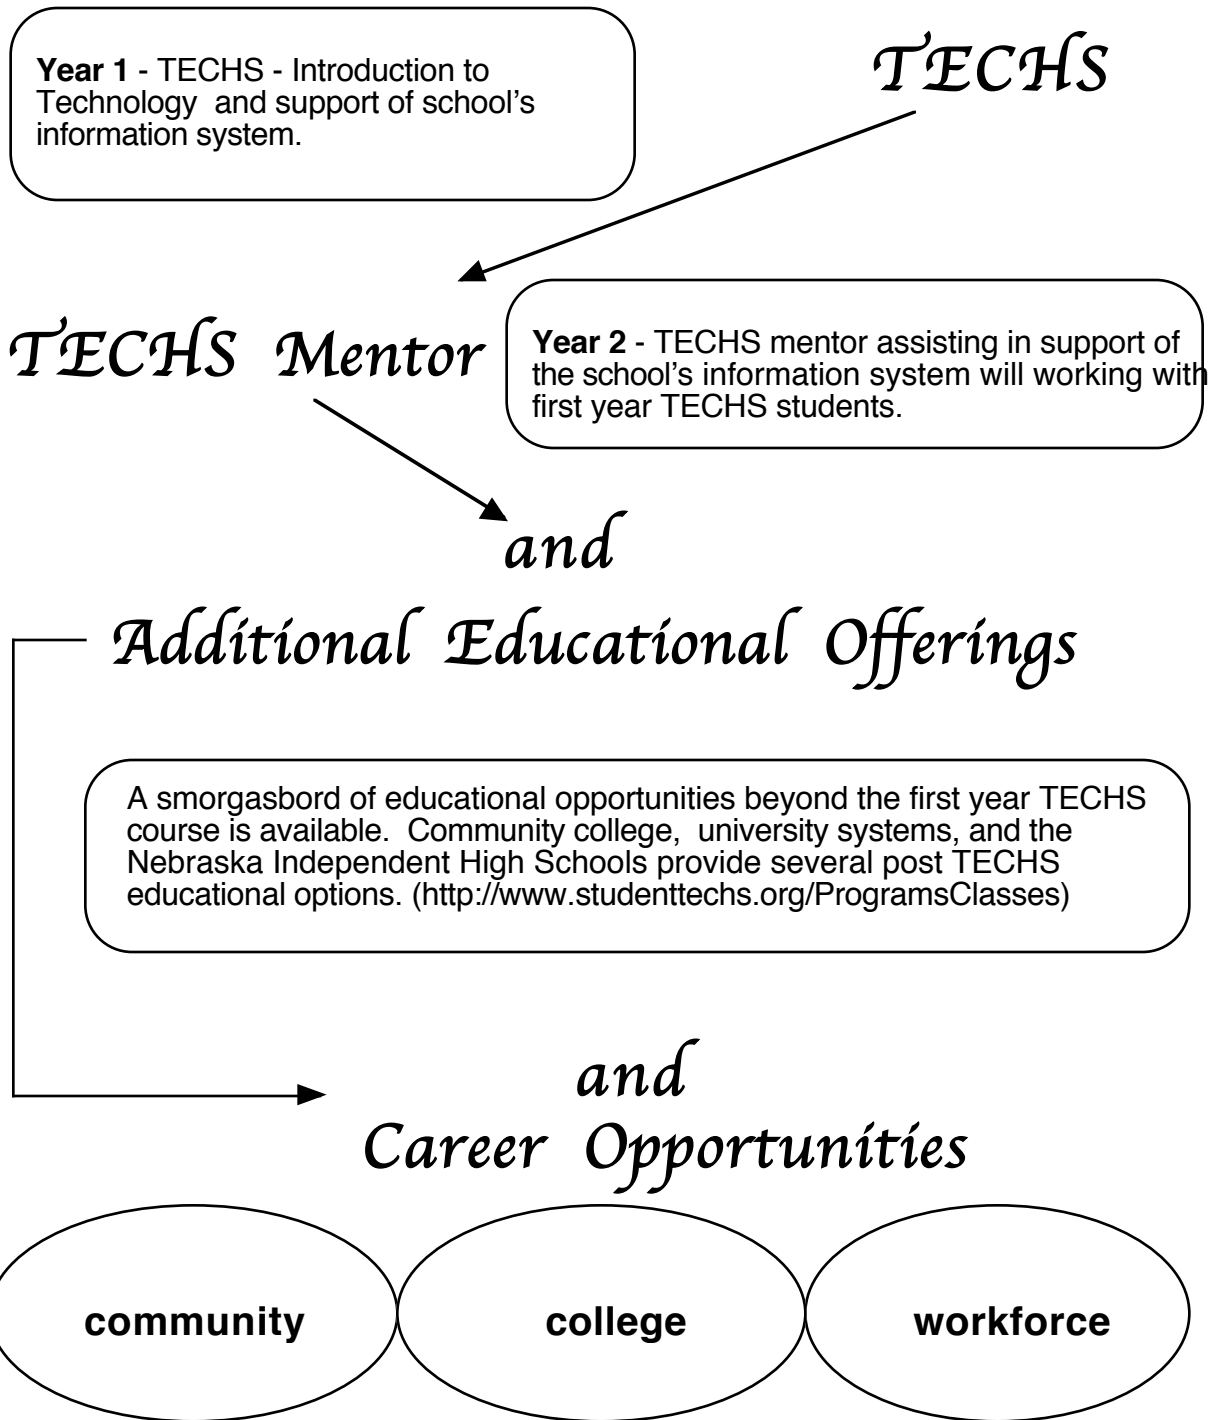 TECHS
Year 1 - TECHS - Introduction to
Technology and support of school's
information system.
TECHS Mentor
Year 2 - TECHS mentor assisting in support of
the school's information system will working with
first year TECHS students.
and
Additional Educational Offerings
A smorgasbord of educational opportunities beyond the first year TECHS
course is available. Community college, university systems, and the
Nebraska Independent High Schools provide several post TECHS
educational options. (http://www.studenttechs.org/ProgramsClasses)
and
Career Opportunities
community
college
workforce